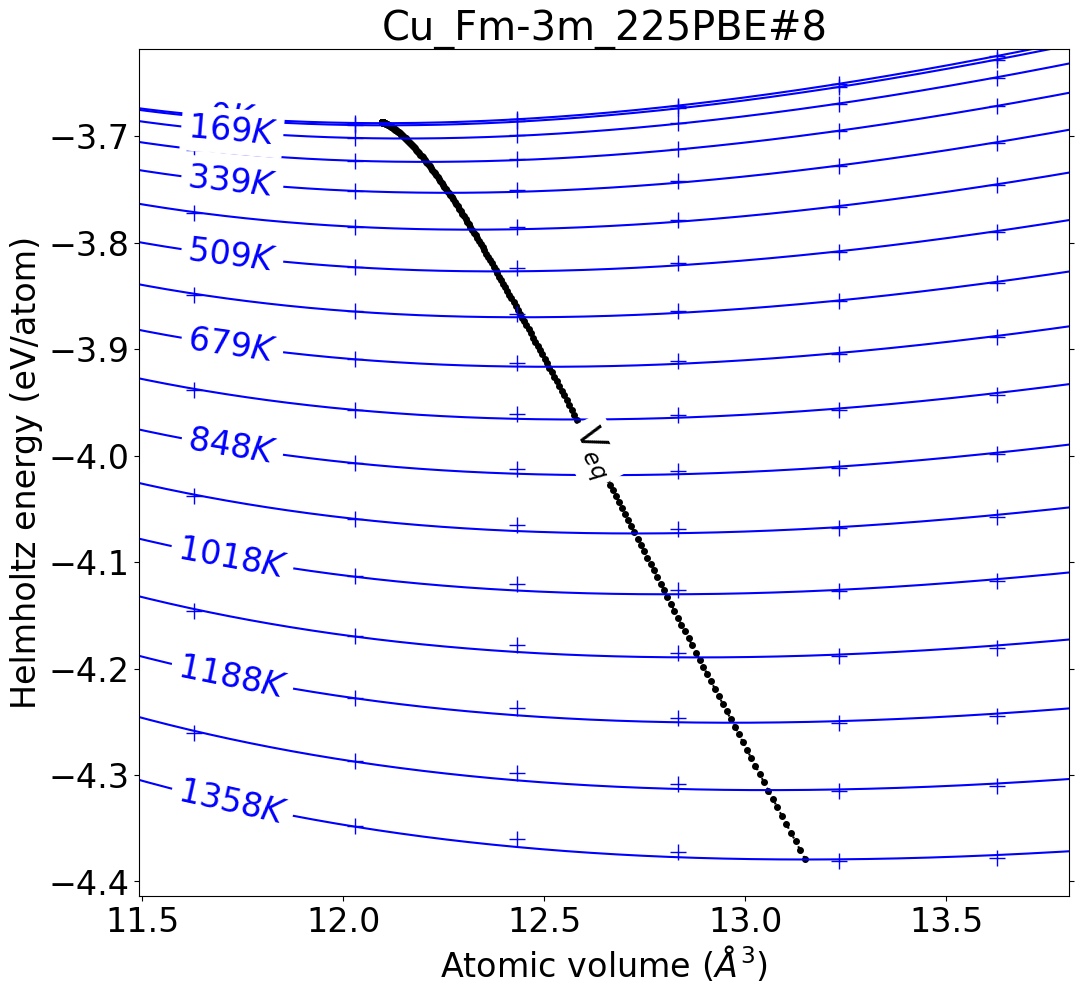 Cu_Fm-3m_225PBE#8
Helmholtz energy (eV/atom)
−3.7
−3.8
−3.9
−4.0
−4.1
−4.2
−4.3
−4.4
169K
339K
509K
679K
848K
1018K
1188K
1358K
V_eq
11.5 12.0 12.5 13.0 13.5
Atomic volume (Å³)